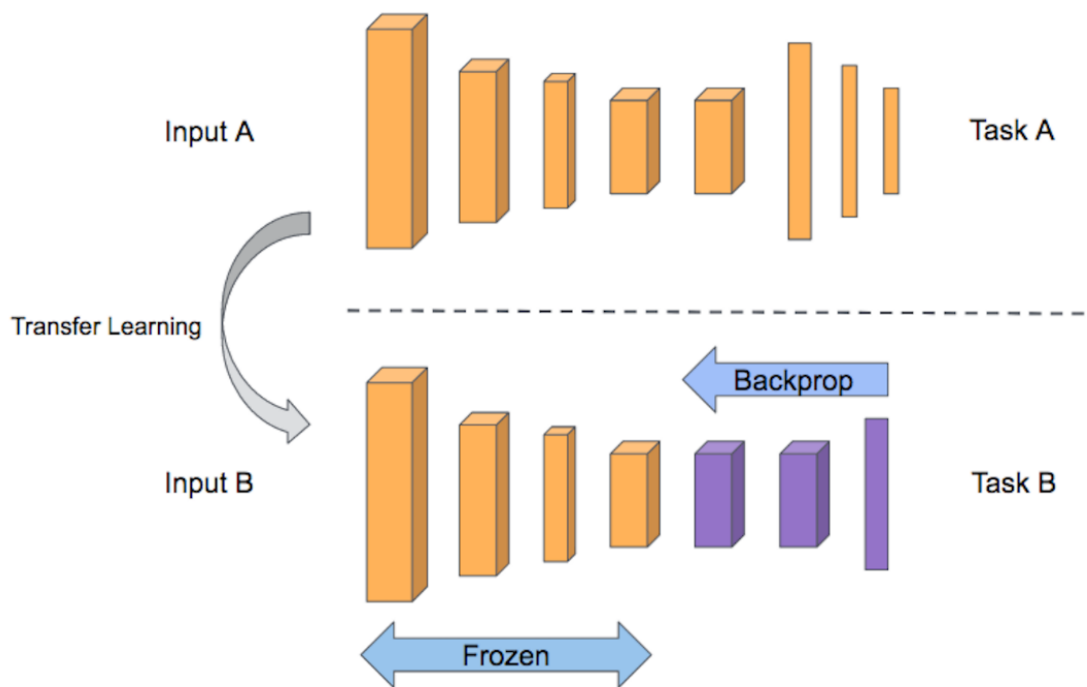 Input A
Task A
Transfer Learning
Backprop
Input B
Task B
Frozen